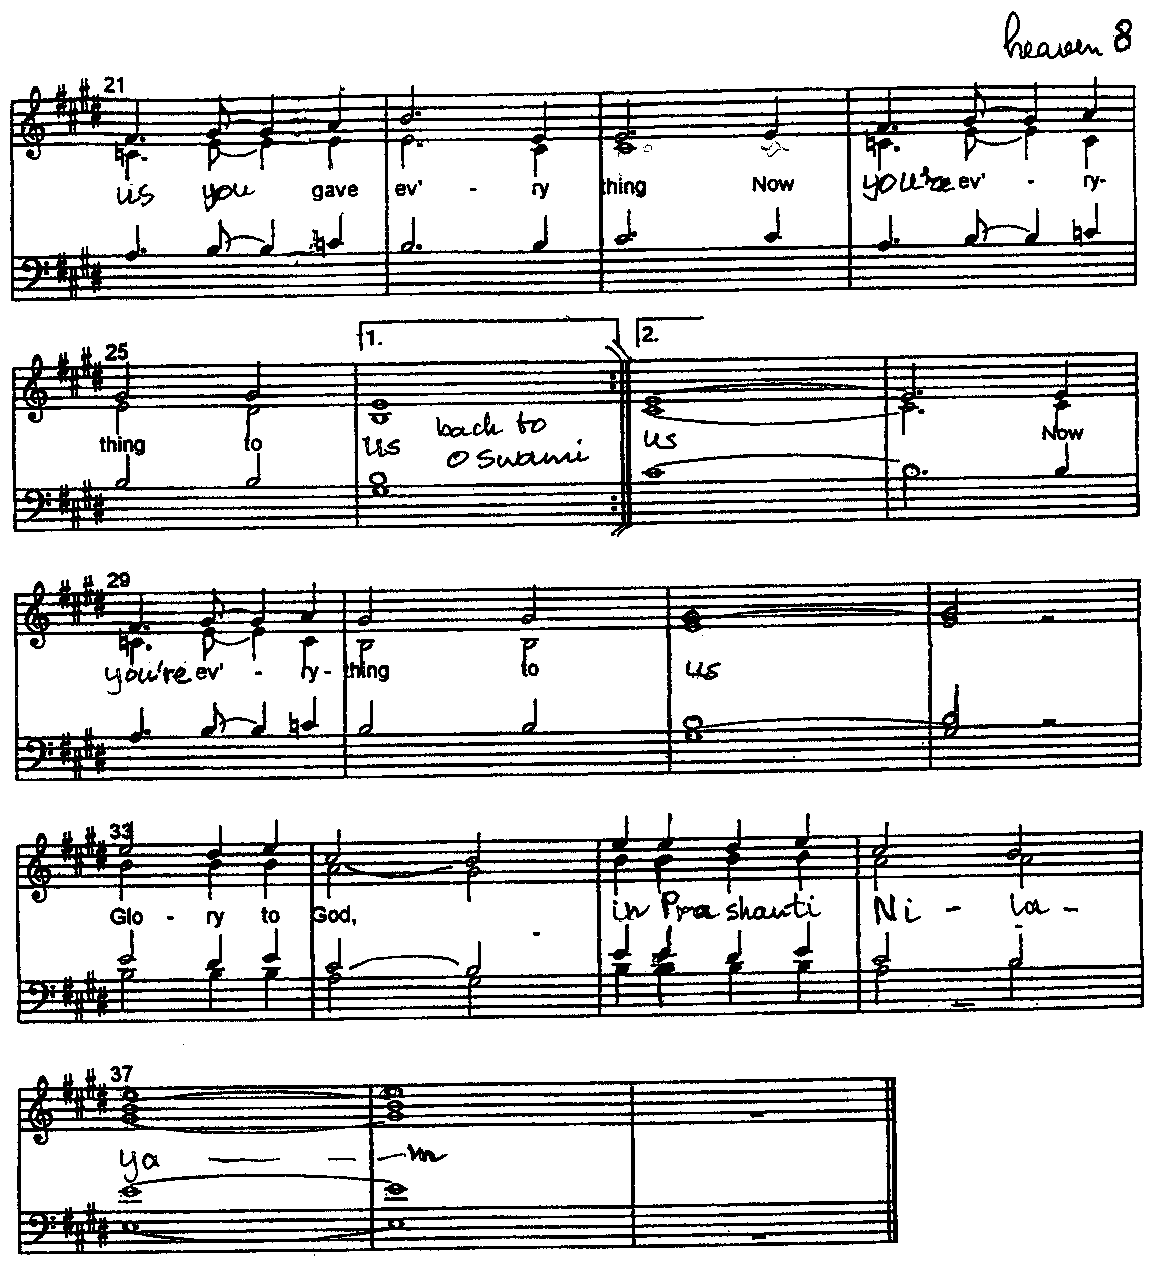 heaven 8
21
us you gave ev' - ry thing Now you're ev' - ry-
1. 2.
25
thing to us back to us Now
O Swami
29
you're ev' - ry- thing to us
33
Glo - ry to God, - in Prashanti Ni - la -
37
ya — — - m